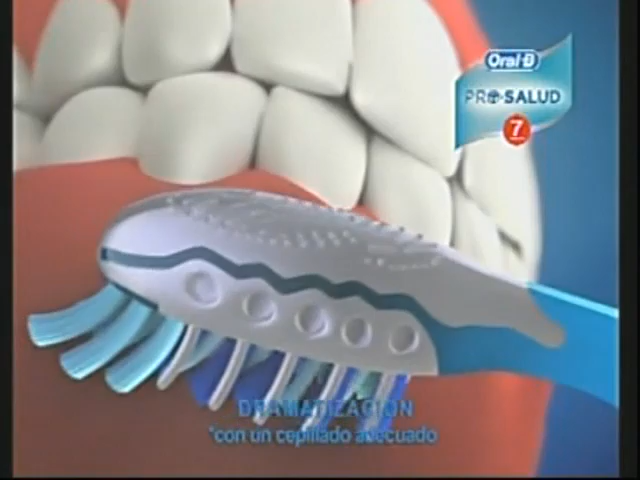 Oral-B
PRO-SALUD
7
DRAMATIZACIÓN
*con un cepillado adecuado